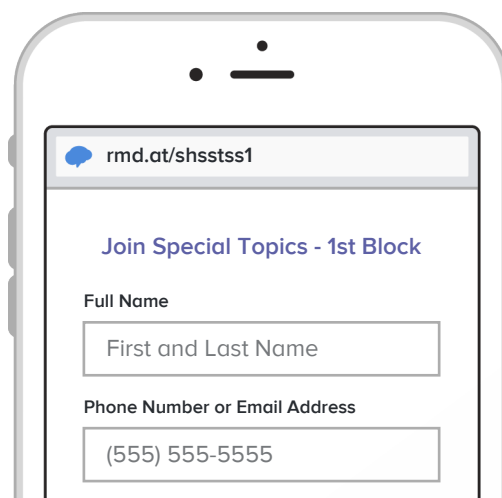 rmd.at/shsstss1
Join Special Topics - 1st Block
Full Name
First and Last Name
Phone Number or Email Address
(555) 555-5555